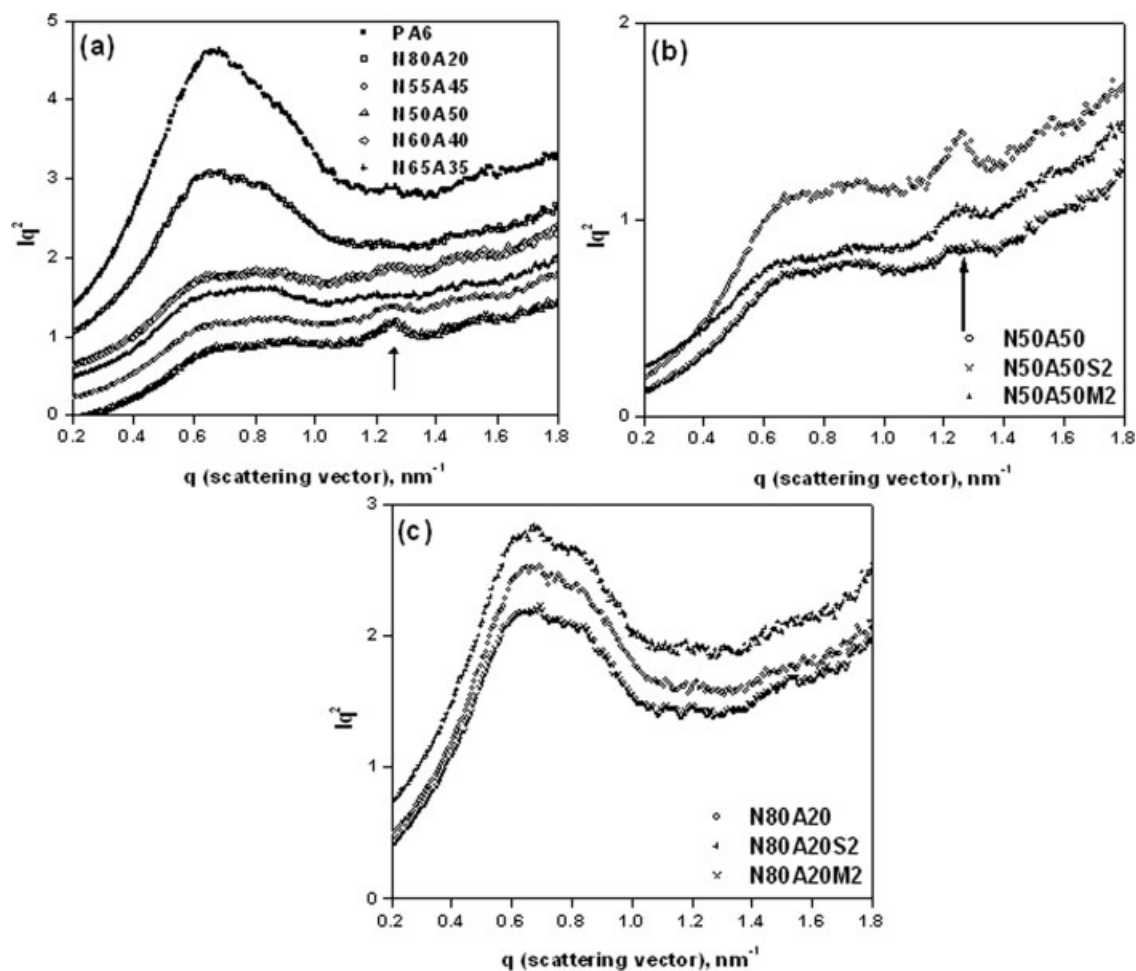 (a)
PA6
N80A20
N55A45
N50A50
N60A40
N65A35
5
4
3
2
1
0
Iq²
0.2 0.4 0.6 0.8 1.0 1.2 1.4 1.6 1.8
q (scattering vector), nm⁻¹
(b)
2
1
0
Iq²
N50A50
N50A50S2
N50A50M2
0.2 0.4 0.6 0.8 1.0 1.2 1.4 1.6 1.8
q (scattering vector), nm⁻¹
(c)
3
2
1
0
Iq²
N80A20
N80A20S2
N80A20M2
0.2 0.4 0.6 0.8 1.0 1.2 1.4 1.6 1.8
q (scattering vector), nm⁻¹